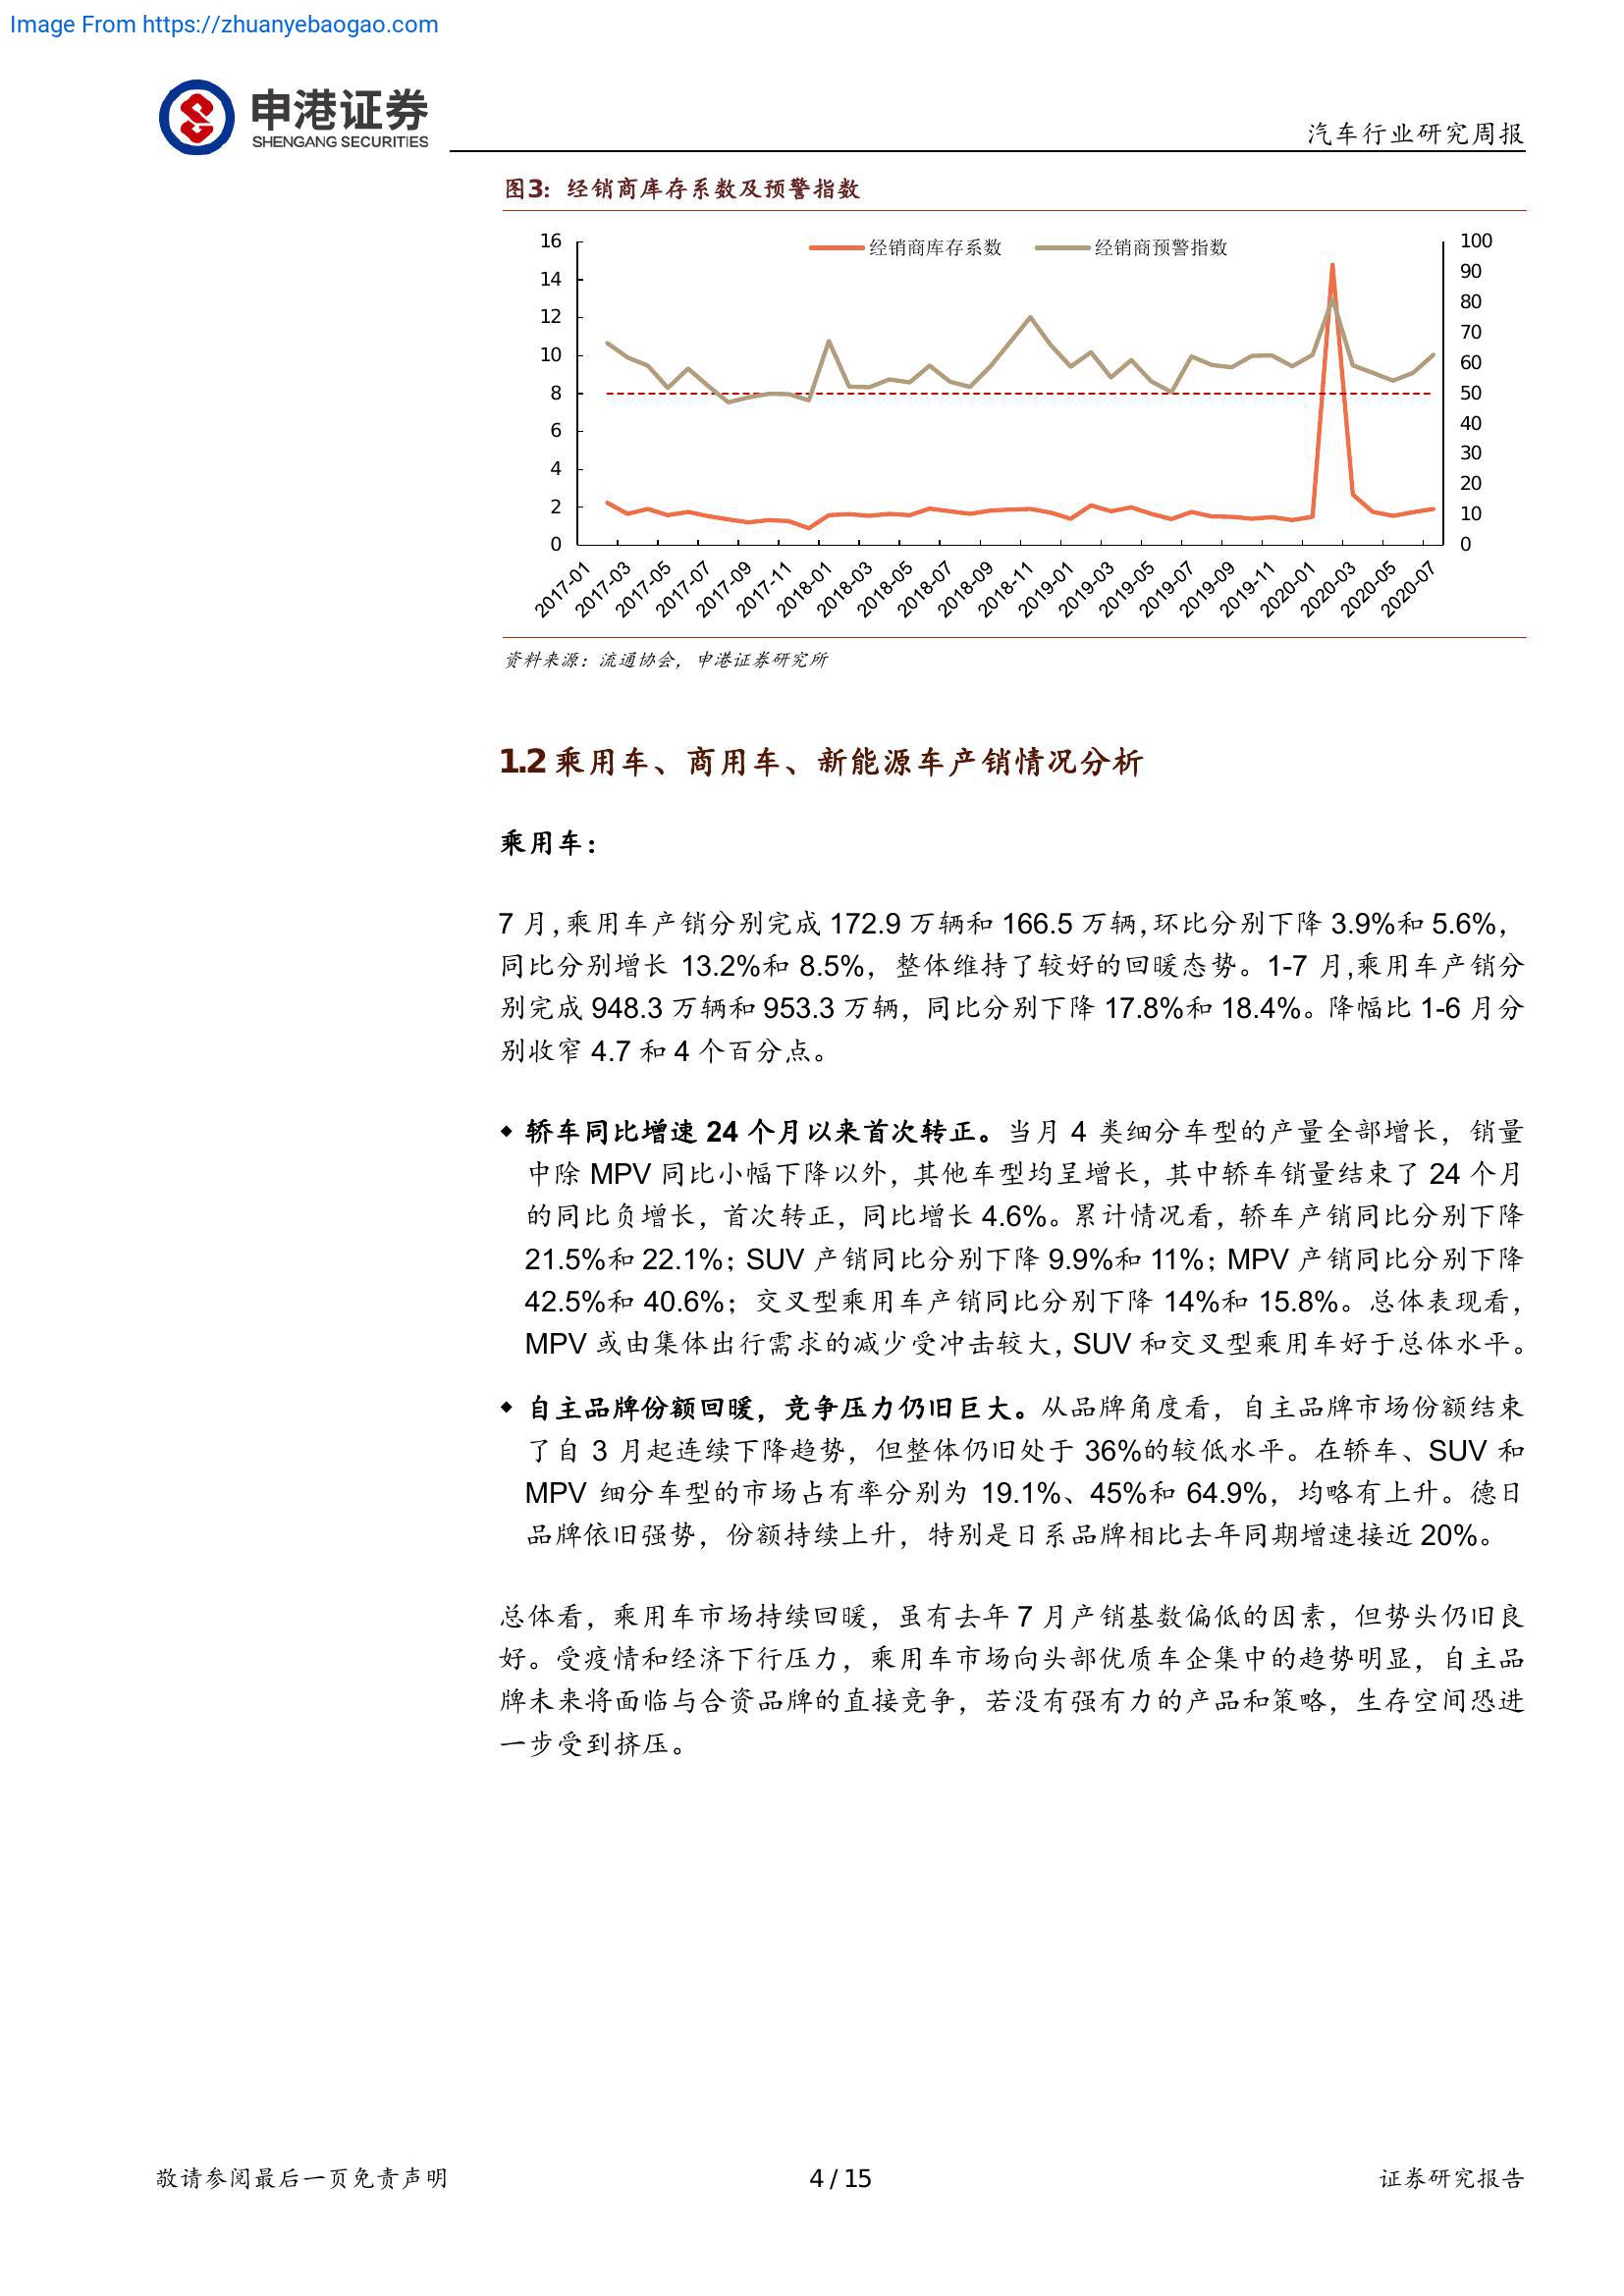 Image From https://zhuanyebaogao.com
申港证券
SHENGANG SECURITIES
汽车行业研究周报
图3：经销商库存系数及预警指数
经销商库存系数
经销商预警指数
16
14
12
10
8
6
4
2
0
100
90
80
70
60
50
40
30
20
10
0
2017-01
2017-03
2017-05
2017-07
2017-09
2017-11
2018-01
2018-03
2018-05
2018-07
2018-09
2018-11
2019-01
2019-03
2019-05
2019-07
2019-09
2019-11
2020-01
2020-03
2020-05
2020-07
资料来源：流通协会，申港证券研究所
1.2 乘用车、商用车、新能源车产销情况分析
乘用车：
7 月,乘用车产销分别完成 172.9 万辆和 166.5 万辆,环比分别下降 3.9%和 5.6%，
同比分别增长 13.2%和 8.5%，整体维持了较好的回暖态势。1-7 月,乘用车产销分
别完成 948.3 万辆和 953.3 万辆，同比分别下降 17.8%和 18.4%。降幅比 1-6 月分
别收窄 4.7 和 4 个百分点。
◆ 轿车同比增速 24 个月以来首次转正。当月 4 类细分车型的产量全部增长，销量
中除 MPV 同比小幅下降以外，其他车型均呈增长，其中轿车销量结束了 24 个月
的同比负增长，首次转正，同比增长 4.6%。累计情况看，轿车产销同比分别下降
21.5%和 22.1%；SUV 产销同比分别下降 9.9%和 11%；MPV 产销同比分别下降
42.5%和 40.6%；交叉型乘用车产销同比分别下降 14%和 15.8%。总体表现看，
MPV 或由集体出行需求的减少受冲击较大，SUV 和交叉型乘用车好于总体水平。
◆ 自主品牌份额回暖，竞争压力仍旧巨大。从品牌角度看，自主品牌市场份额结束
了自 3 月起连续下降趋势，但整体仍旧处于 36%的较低水平。在轿车、SUV 和
MPV 细分车型的市场占有率分别为 19.1%、45%和 64.9%，均略有上升。德日
品牌依旧强势，份额持续上升，特别是日系品牌相比去年同期增速接近 20%。
总体看，乘用车市场持续回暖，虽有去年 7 月产销基数偏低的因素，但势头仍旧良
好。受疫情和经济下行压力，乘用车市场向头部优质车企集中的趋势明显，自主品
牌未来将面临与合资品牌的直接竞争，若没有强有力的产品和策略，生存空间恐进
一步受到挤压。
敬请参阅最后一页免责声明
4 / 15
证券研究报告